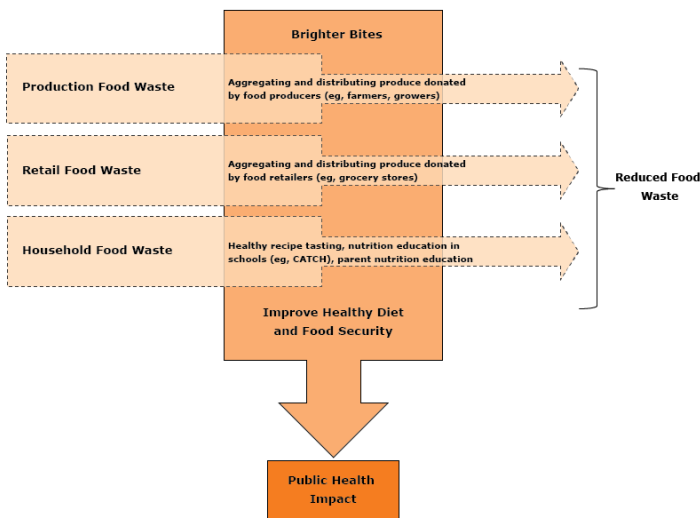 Brighter Bites
Production Food Waste
Aggregating and distributing produce donated
by food producers (eg, farmers, growers)
Retail Food Waste
Aggregating and distributing produce donated
by food retailers (eg, grocery stores)
Household Food Waste
Healthy recipe tasting, nutrition education in
schools (eg, CATCH), parent nutrition education
Reduced Food
Waste
Improve Healthy Diet
and Food Security
Public Health
Impact